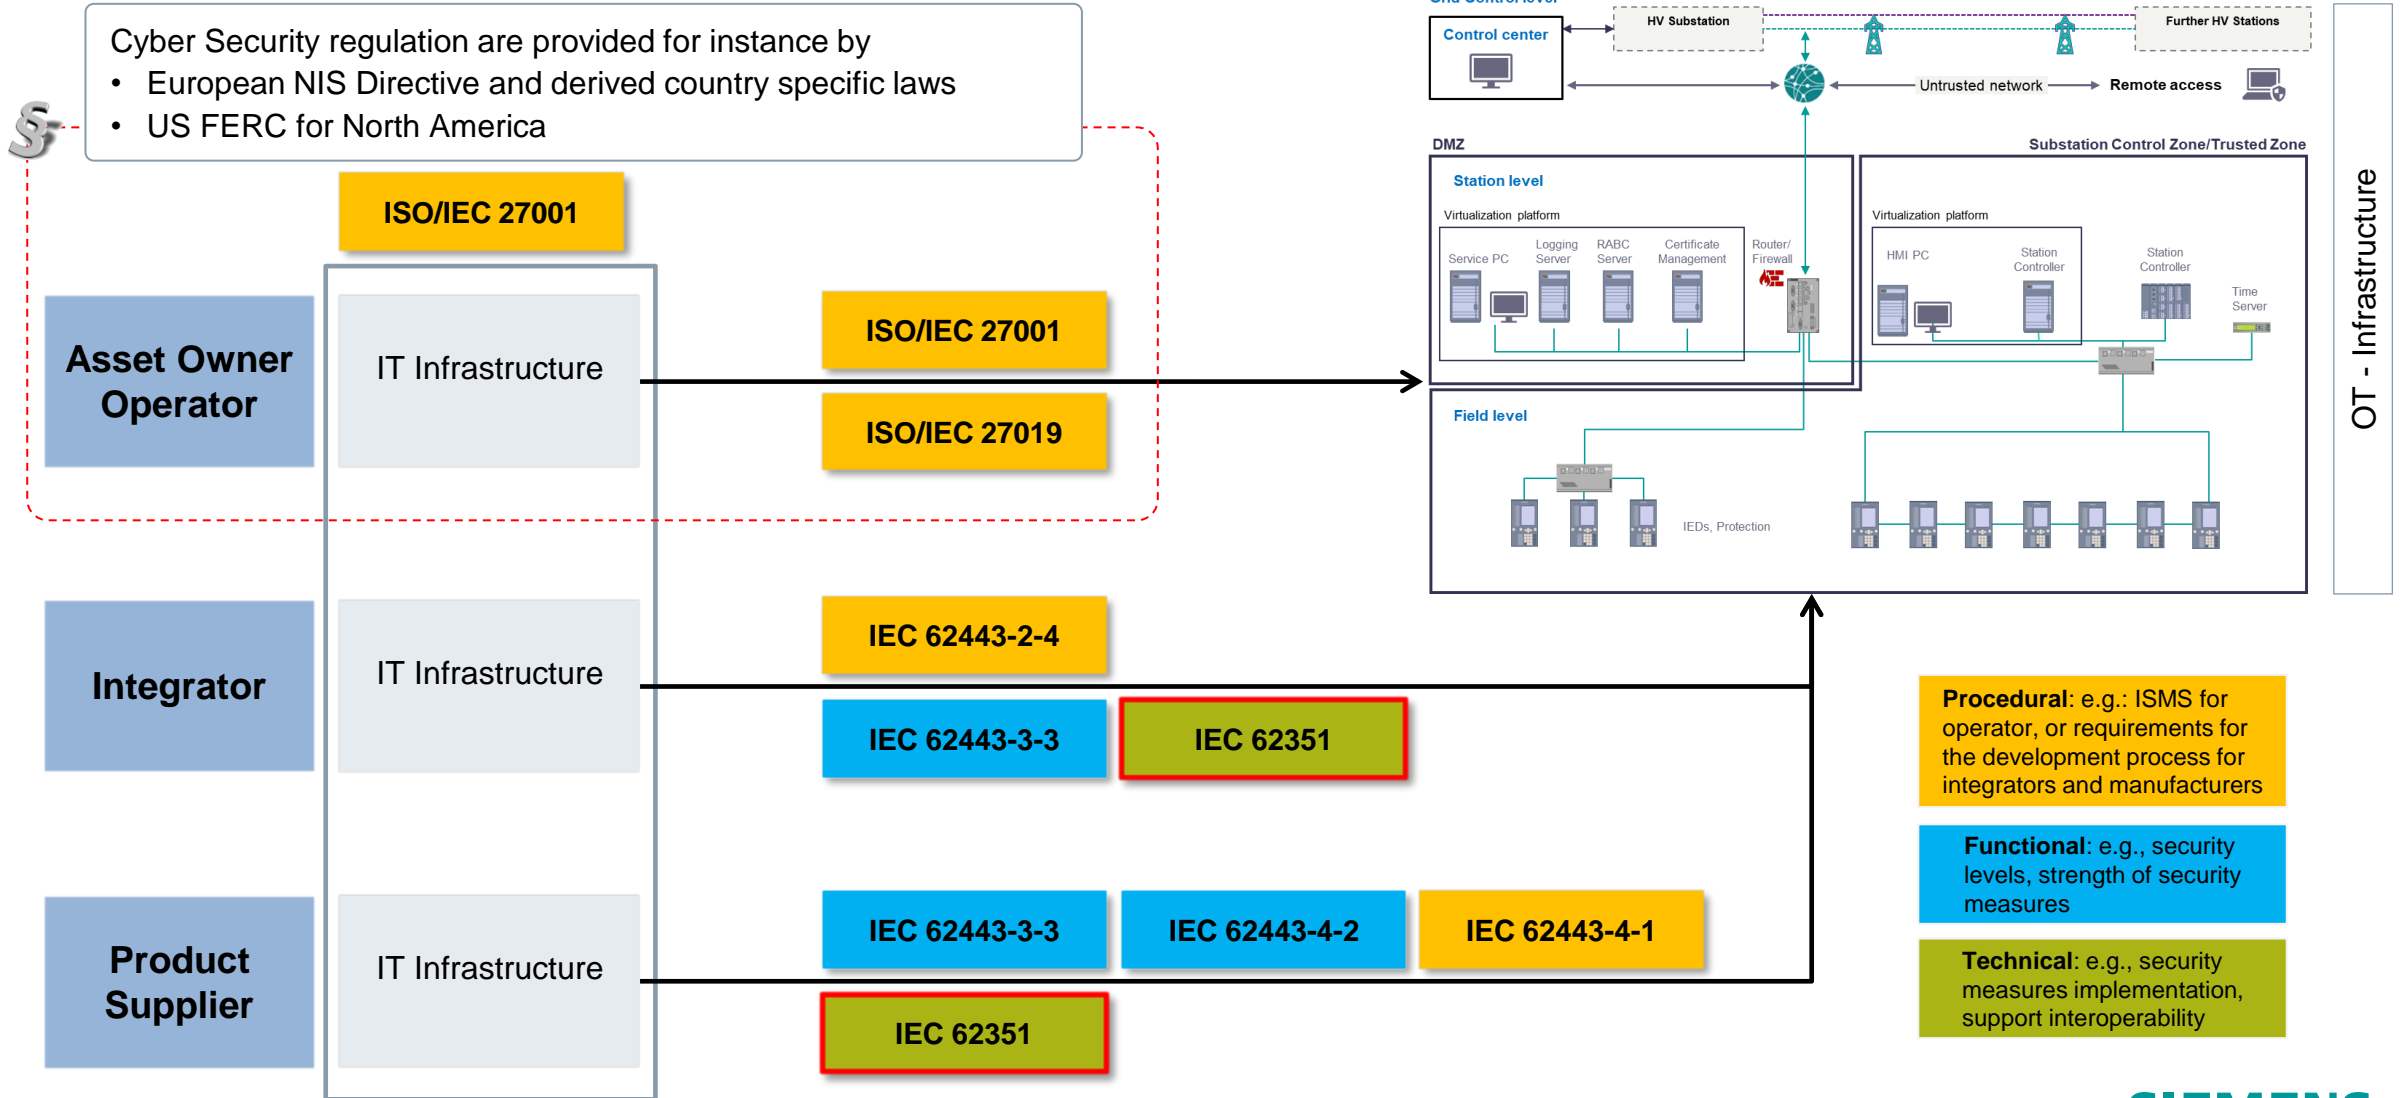 Cyber Security regulation are provided for instance by
• European NIS Directive and derived country specific laws
• US FERC for North America
§
ISO/IEC 27001
Asset Owner
Operator
IT Infrastructure
ISO/IEC 27001
ISO/IEC 27019
Integrator
IT Infrastructure
IEC 62443-2-4
IEC 62443-3-3
IEC 62351
Product
Supplier
IT Infrastructure
IEC 62443-3-3
IEC 62443-4-2
IEC 62443-4-1
IEC 62351
Grid Control level
Control center
HV Substation
Further HV Stations
Untrusted network
Remote access
DMZ
Substation Control Zone/Trusted Zone
Station level
Virtualization platform
Service PC
Logging
Server
RABC
Server
Certificate
Management
Router/
Firewall
Virtualization platform
HMI PC
Station
Controller
Station
Controller
Time
Server
Field level
IEDs, Protection
OT - Infrastructure
Procedural: e.g.: ISMS for
operator, or requirements for
the development process for
integrators and manufacturers
Functional: e.g., security
levels, strength of security
measures
Technical: e.g., security
measures implementation,
support interoperability
SIEMENS